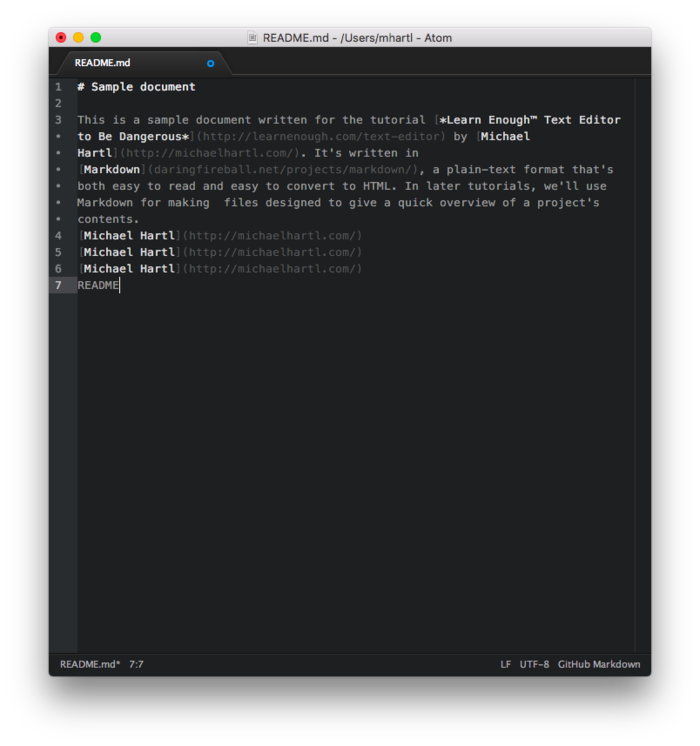 README.md - /Users/mhartl - Atom
README.md
1 # Sample document
2
3 This is a sample document written for the tutorial [*Learn Enough™ Text Editor
• to Be Dangerous*](http://learnenough.com/text-editor) by [Michael
• Hartl](http://michaelhartl.com/). It's written in
• [Markdown](daringfireball.net/projects/markdown/), a plain-text format that's
• both easy to read and easy to convert to HTML. In later tutorials, we'll use
• Markdown for making  files designed to give a quick overview of a project's
• contents.
4 [Michael Hartl](http://michaelhartl.com/)
5 [Michael Hartl](http://michaelhartl.com/)
6 [Michael Hartl](http://michaelhartl.com/)
7 README
README.md* 7:7 LF UTF-8 GitHub Markdown